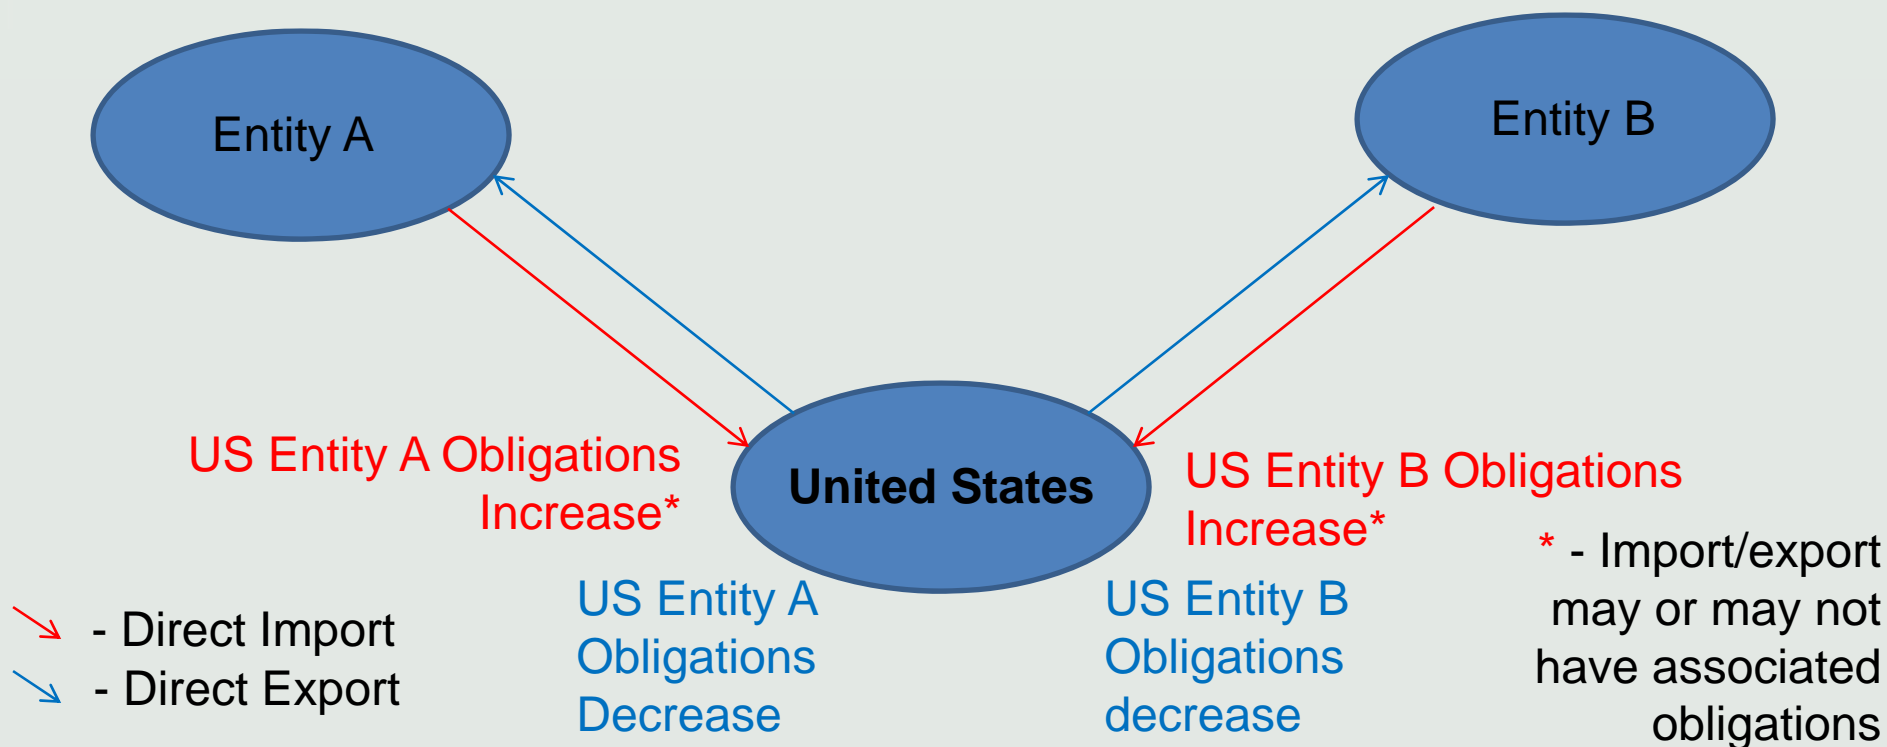 Entity A
Entity B
United States
US Entity A Obligations
Increase*
US Entity B Obligations
Increase*
US Entity A
Obligations
Decrease
US Entity B
Obligations
decrease
- Direct Import
- Direct Export
* - Import/export
may or may not
have associated
obligations